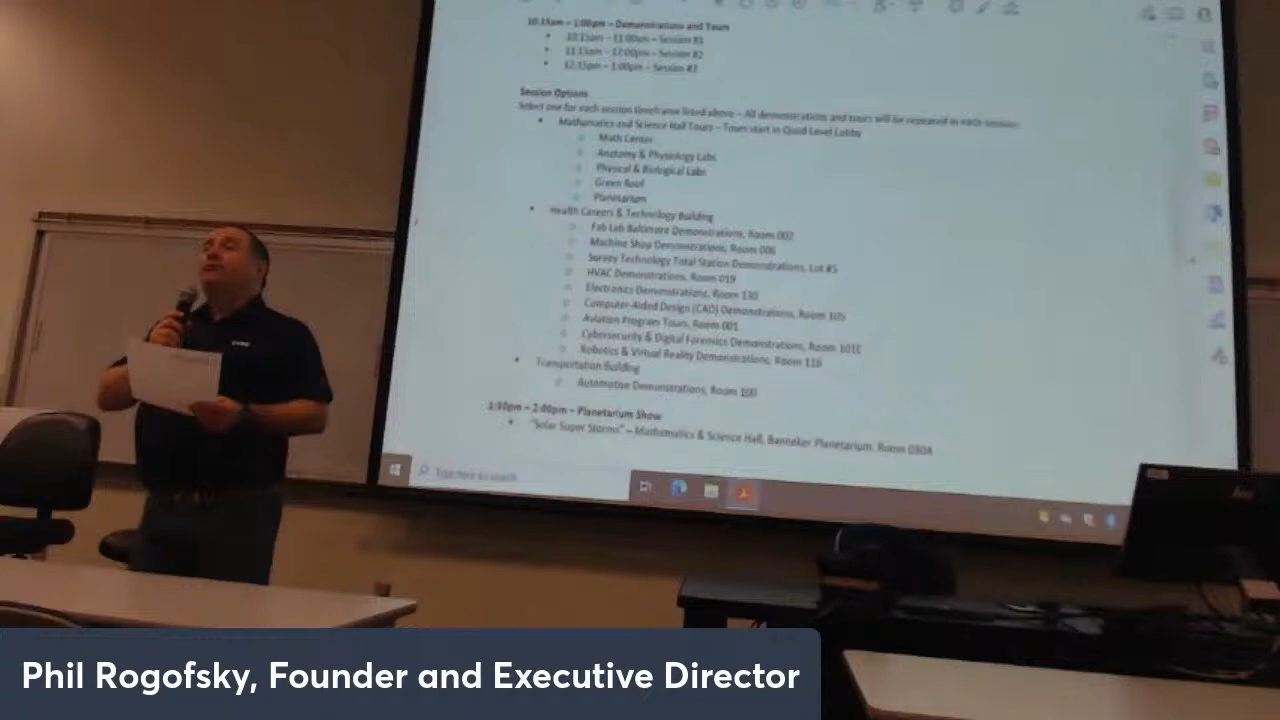 10:15am – 1:00pm – Demonstrations and Tours
• 10:15am – 11:00am – Session #1
• 11:15am – 12:00pm – Session #2
• 12:15pm – 1:00pm – Session #3
Session Options
Select one for each session timeframe listed above – All demonstrations and tours will be repeated in each session
• Mathematics and Science Hall Tours – Tours start in Quad Level Lobby
o Math Center
o Anatomy & Physiology Labs
o Physical & Biological Labs
o Green Roof
o Planetarium
• Health Careers & Technology Building
o Fab Lab Baltimore Demonstrations, Room 007
o Machine Shop Demonstrations, Room 006
o Survey Technology Total Station Demonstrations, Lot #5
o HVAC Demonstrations, Room 019
o Electronics Demonstrations, Room 130
o Computer-Aided Design (CAD) Demonstrations, Room 105
o Aviation Program Tours, Room 001
o Cybersecurity & Digital Forensics Demonstrations, Room 101E
o Robotics & Virtual Reality Demonstrations, Room 116
• Transportation Building
o Automotive Demonstrations, Room 100
1:30pm – 2:00pm – Planetarium Show
• "Solar Super Storms" – Mathematics & Science Hall, Banneker Planetarium, Room 030A
Type here to search
Phil Rogofsky, Founder and Executive Director